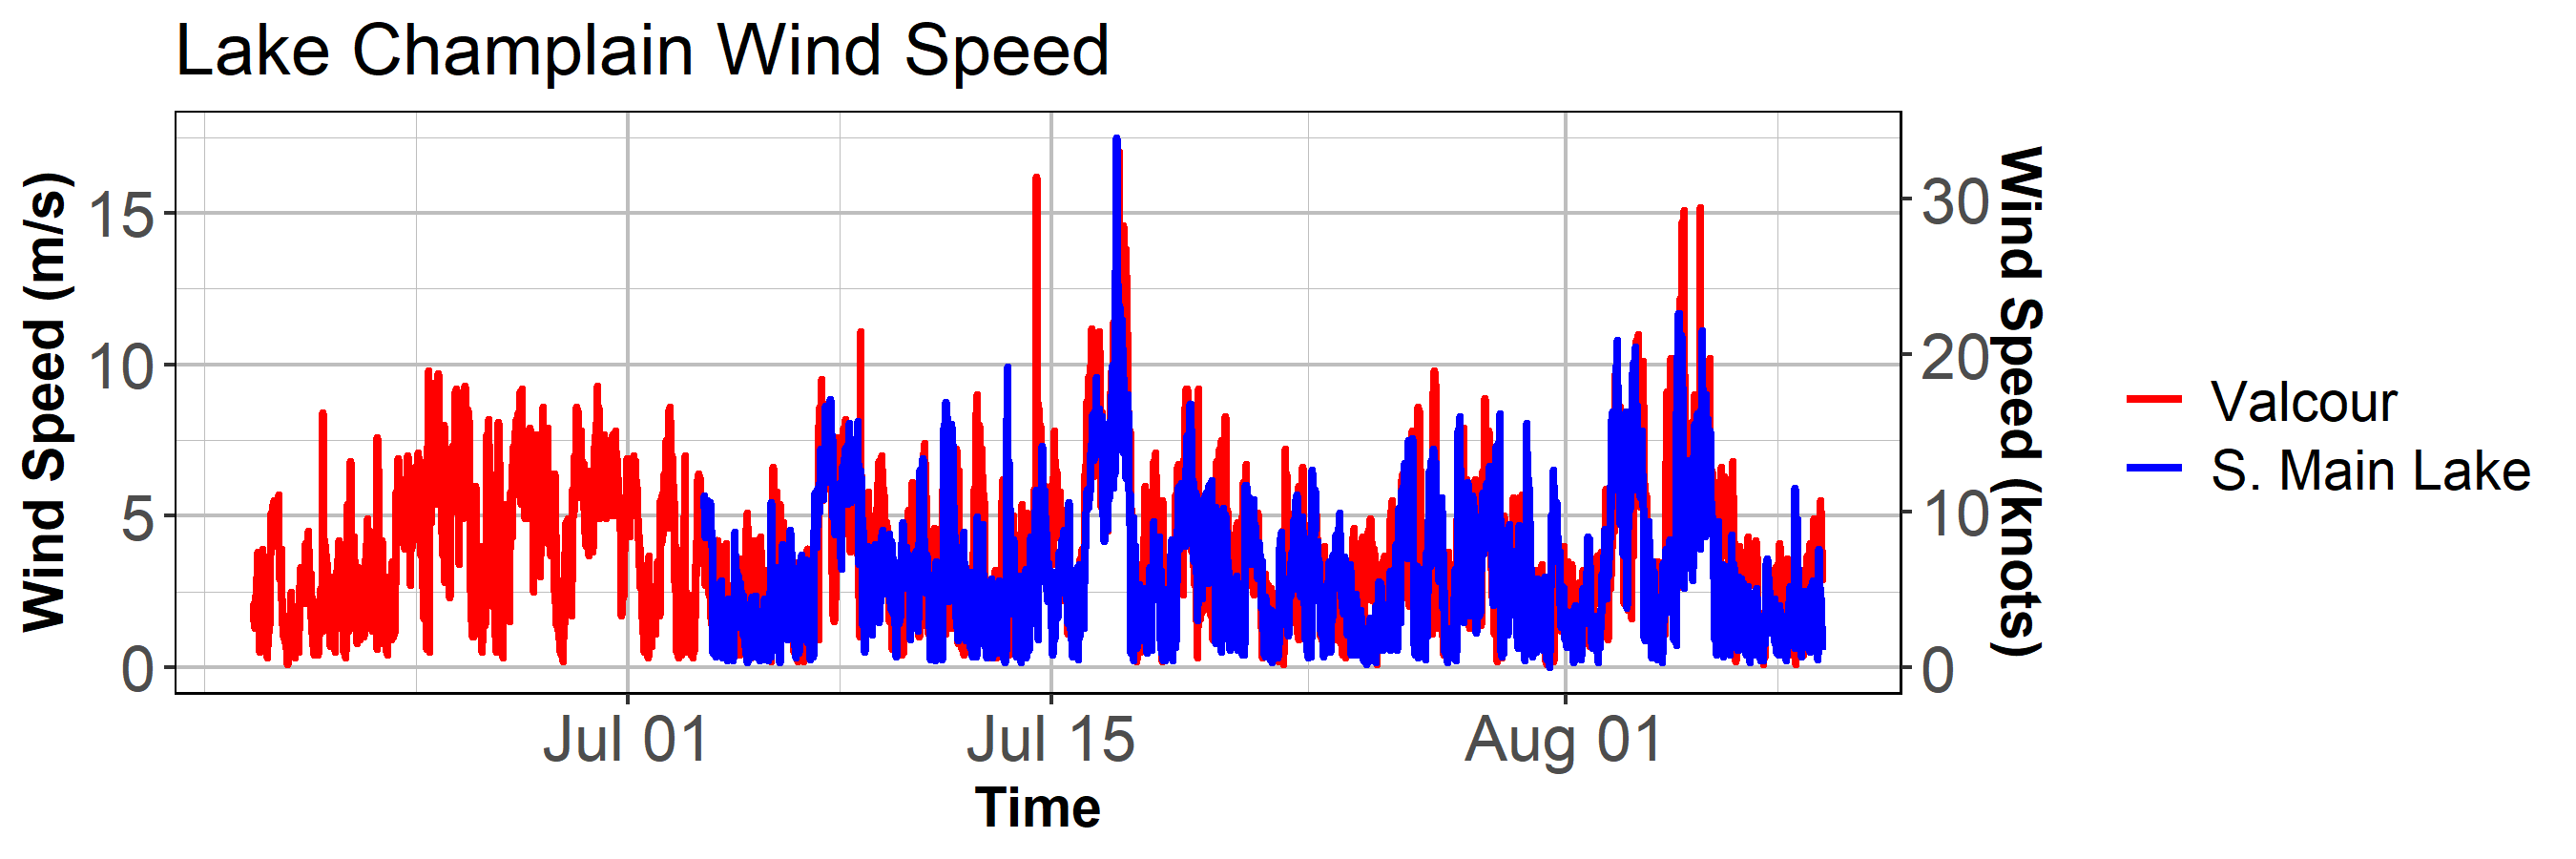 Lake Champlain Wind Speed
Wind Speed (m/s)
15
10
5
0
Jul 01
Jul 15
Aug 01
Time
30
20
10
0
Wind Speed (knots)
Valcour
S. Main Lake